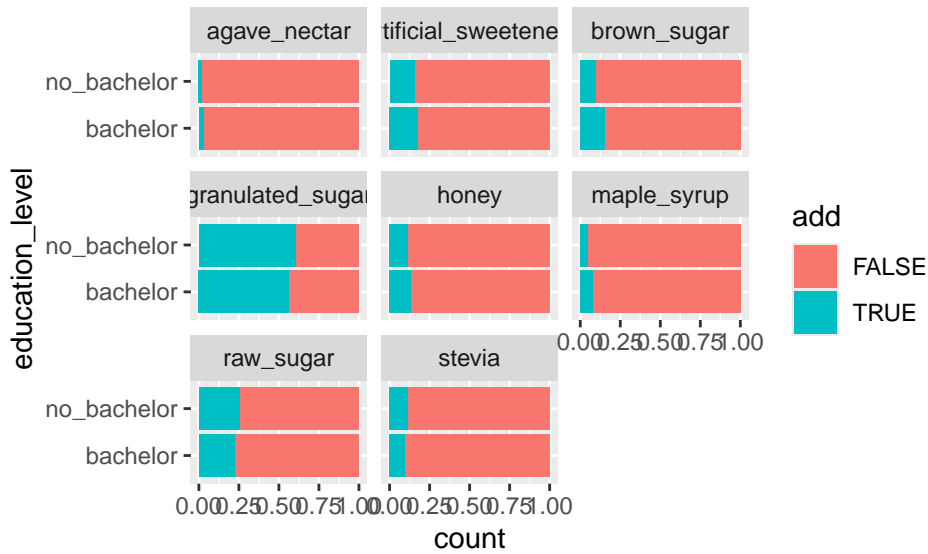 agave_nectar
tificial_sweetene
brown_sugar
no_bachelor
bachelor
granulated_sugar
honey
maple_syrup
no_bachelor
bachelor
0.00 0.25 0.50 0.75 1.00
raw_sugar
stevia
no_bachelor
bachelor
0.00 0.25 0.50 0.75 1.00
0.00 0.25 0.50 0.75 1.00
count
education_level
add
FALSE
TRUE